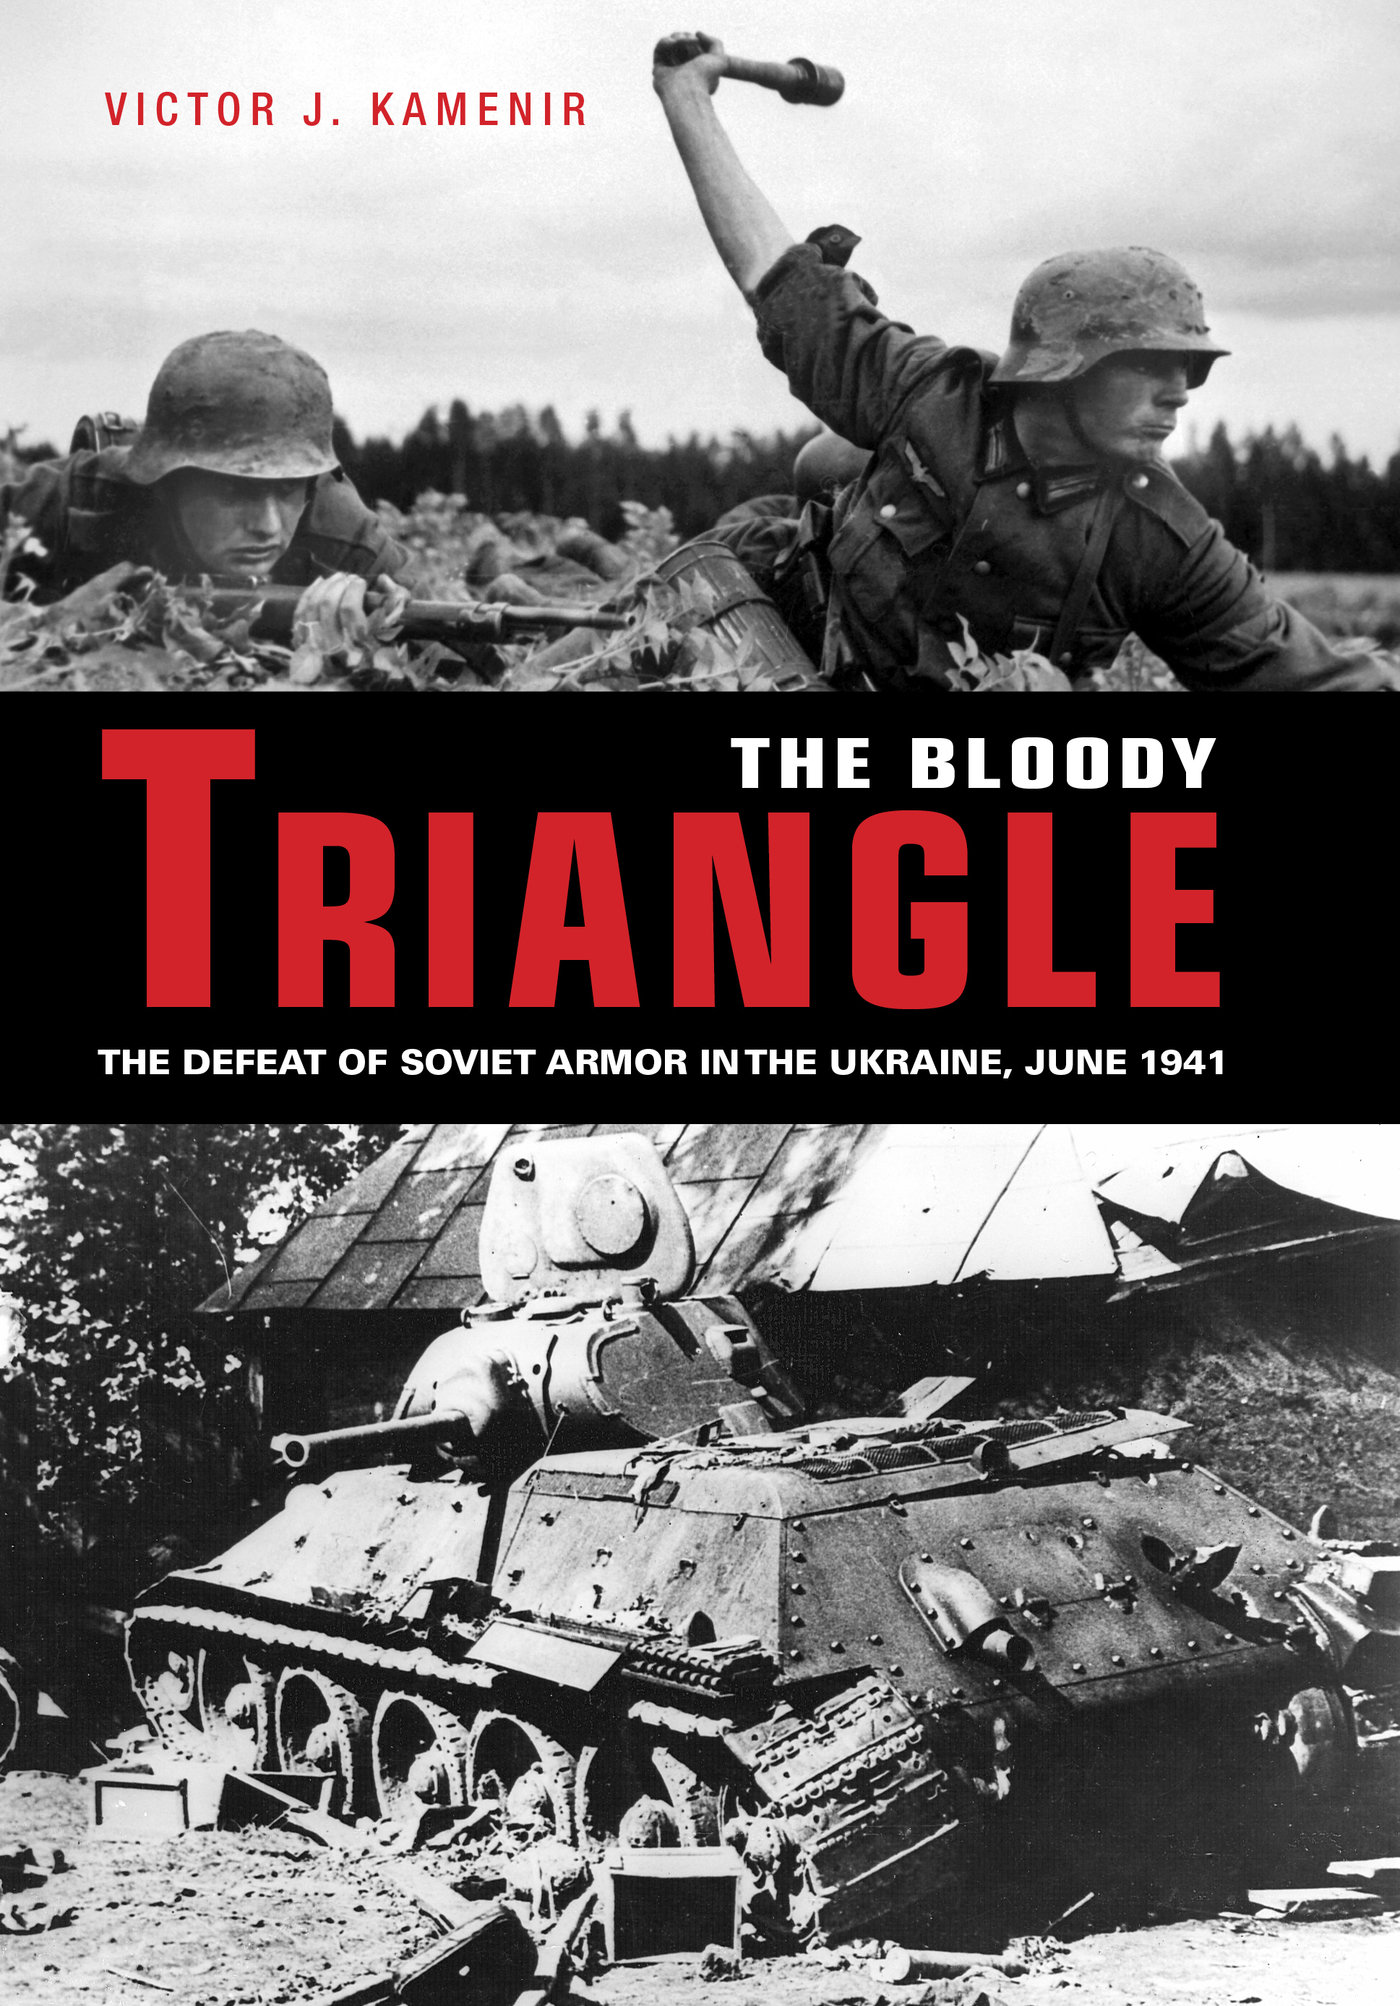 VICTOR J. KAMENIR
THE BLOODY
TRIANGLE
THE DEFEAT OF SOVIET ARMOR IN THE UKRAINE, JUNE 1941